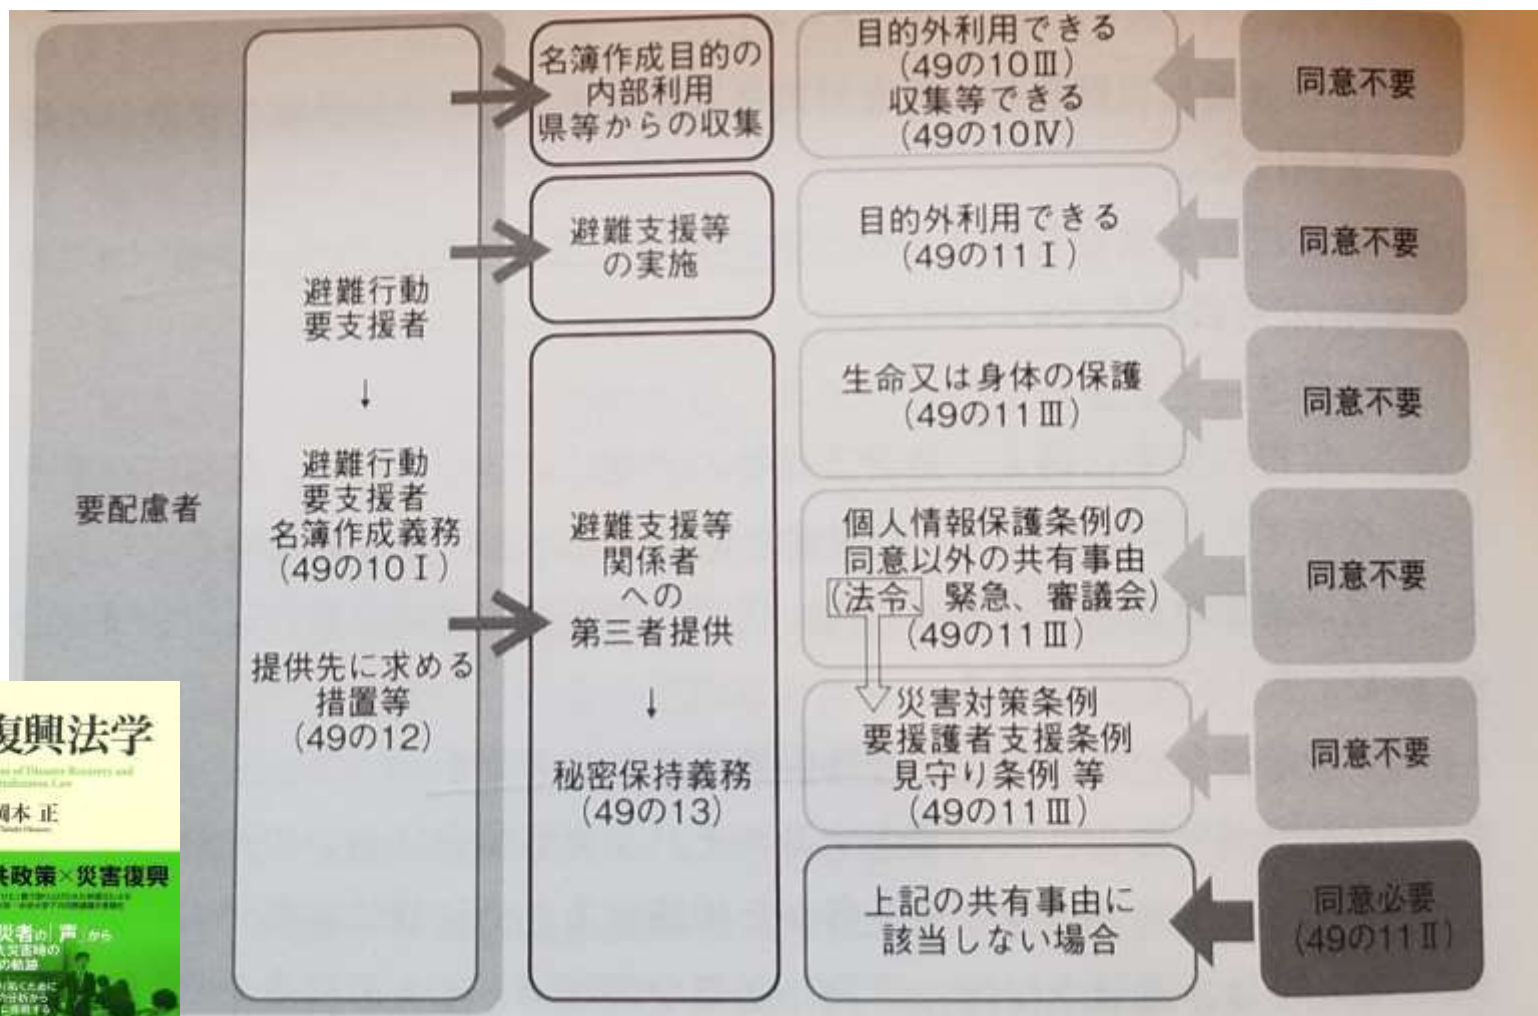 要配慮者
避難行動
要支援者
↓
避難行動
要支援者
名簿作成義務
(49の10Ⅰ)
提供先に求める
措置等
(49の12)
名簿作成目的の
内部利用
県等からの収集
避難支援等
の実施
避難支援等
関係者
への
第三者提供
↓
秘密保持義務
(49の13)
目的外利用できる
(49の10Ⅲ)
収集等できる
(49の10Ⅳ)
同意不要
目的外利用できる
(49の11Ⅰ)
同意不要
生命又は身体の保護
(49の11Ⅲ)
同意不要
個人情報保護条例の
同意以外の共有事由
(法令、緊急、審議会)
(49の11Ⅲ)
同意不要
災害対策条例
要援護者支援条例
見守り条例 等
(49の11Ⅲ)
同意不要
上記の共有事由に
該当しない場合
同意必要
(49の11Ⅱ)
復興法学
岡本 正
共政策×災害復興
災者の「声」から
大災害時の
の軌跡